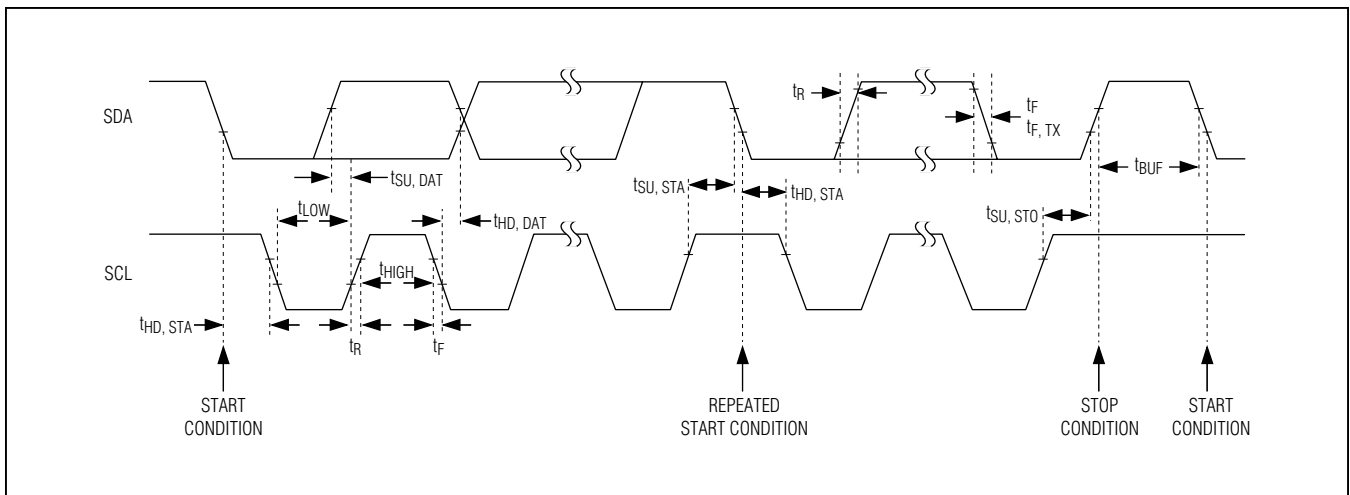 SDA
tR
tF
tF, TX
tSU, DAT
tSU, STA
tHD, STA
tBUF
tLOW
tHD, DAT
tSU, STO
SCL
tHIGH
tHD, STA
tR
tF
START
CONDITION
REPEATED
START CONDITION
STOP
CONDITION
START
CONDITION